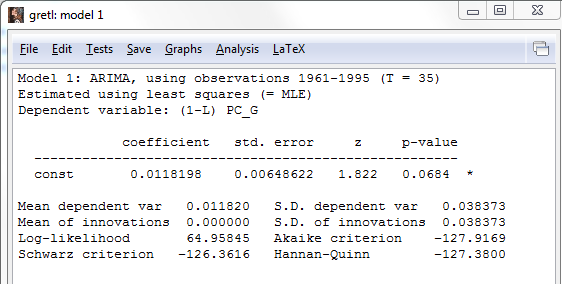 gretl: model 1
File Edit Tests Save Graphs Analysis LaTeX
Model 1: ARIMA, using observations 1961-1995 (T = 35)
Estimated using least squares (= MLE)
Dependent variable: (1-L) PC_G
coefficient std. error z p-value
--------------------------------------------------------
const 0.0118198 0.00648622 1.822 0.0684 *
Mean dependent var 0.011820 S.D. dependent var 0.038373
Mean of innovations 0.000000 S.D. of innovations 0.038373
Log-likelihood 64.95845 Akaike criterion -127.9169
Schwarz criterion -126.3616 Hannan-Quinn -127.3800